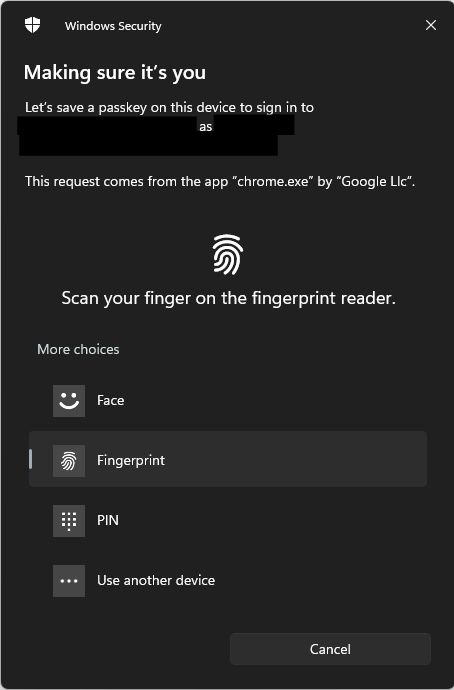 Windows Security
Making sure it's you
Let's save a passkey on this device to sign in to
as
This request comes from the app "chrome.exe" by "Google Llc".
Scan your finger on the fingerprint reader.
More choices
Face
Fingerprint
PIN
Use another device
Cancel